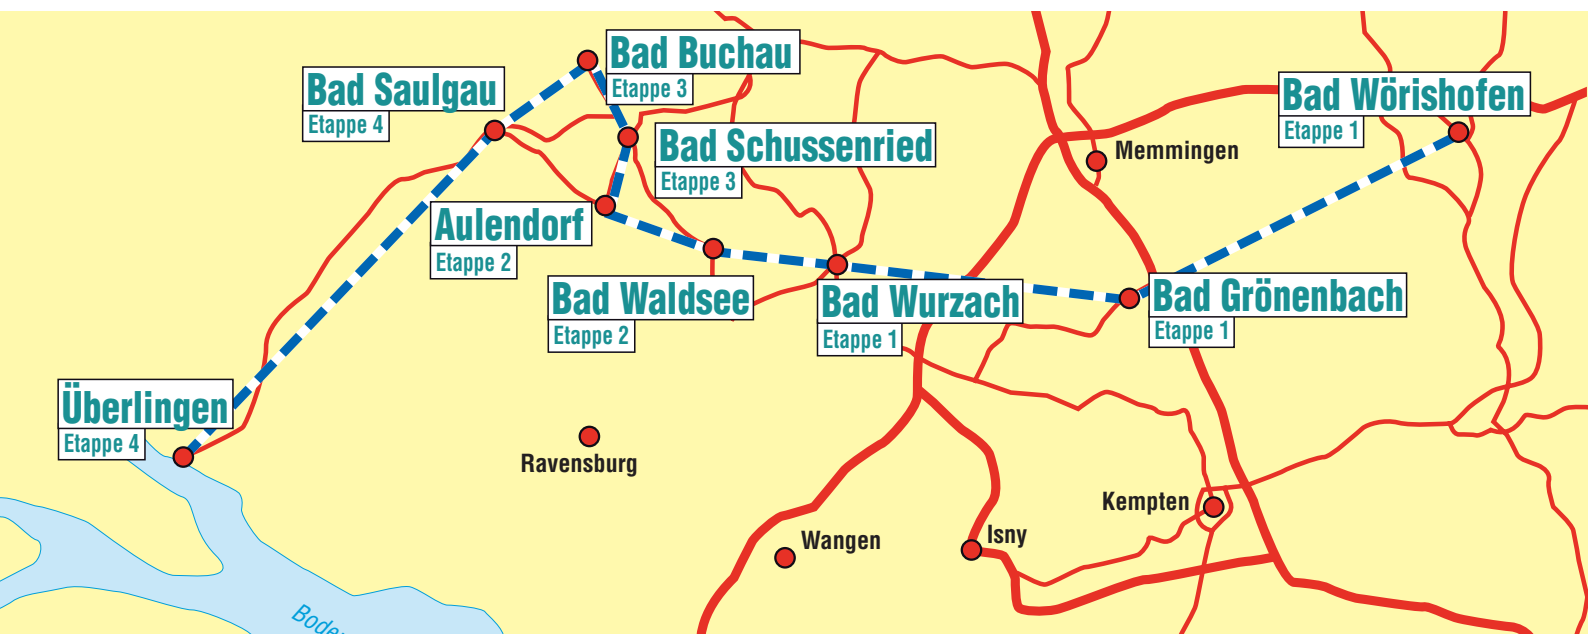 Bad Buchau
Etappe 3
Bad Saulgau
Etappe 4
Bad Wörishofen
Etappe 1
Bad Schussenried
Etappe 3
Memmingen
Aulendorf
Etappe 2
Bad Waldsee
Etappe 2
Bad Wurzach
Etappe 1
Bad Grönenbach
Etappe 1
Überlingen
Etappe 4
Ravensburg
Kempten
Wangen
Isny